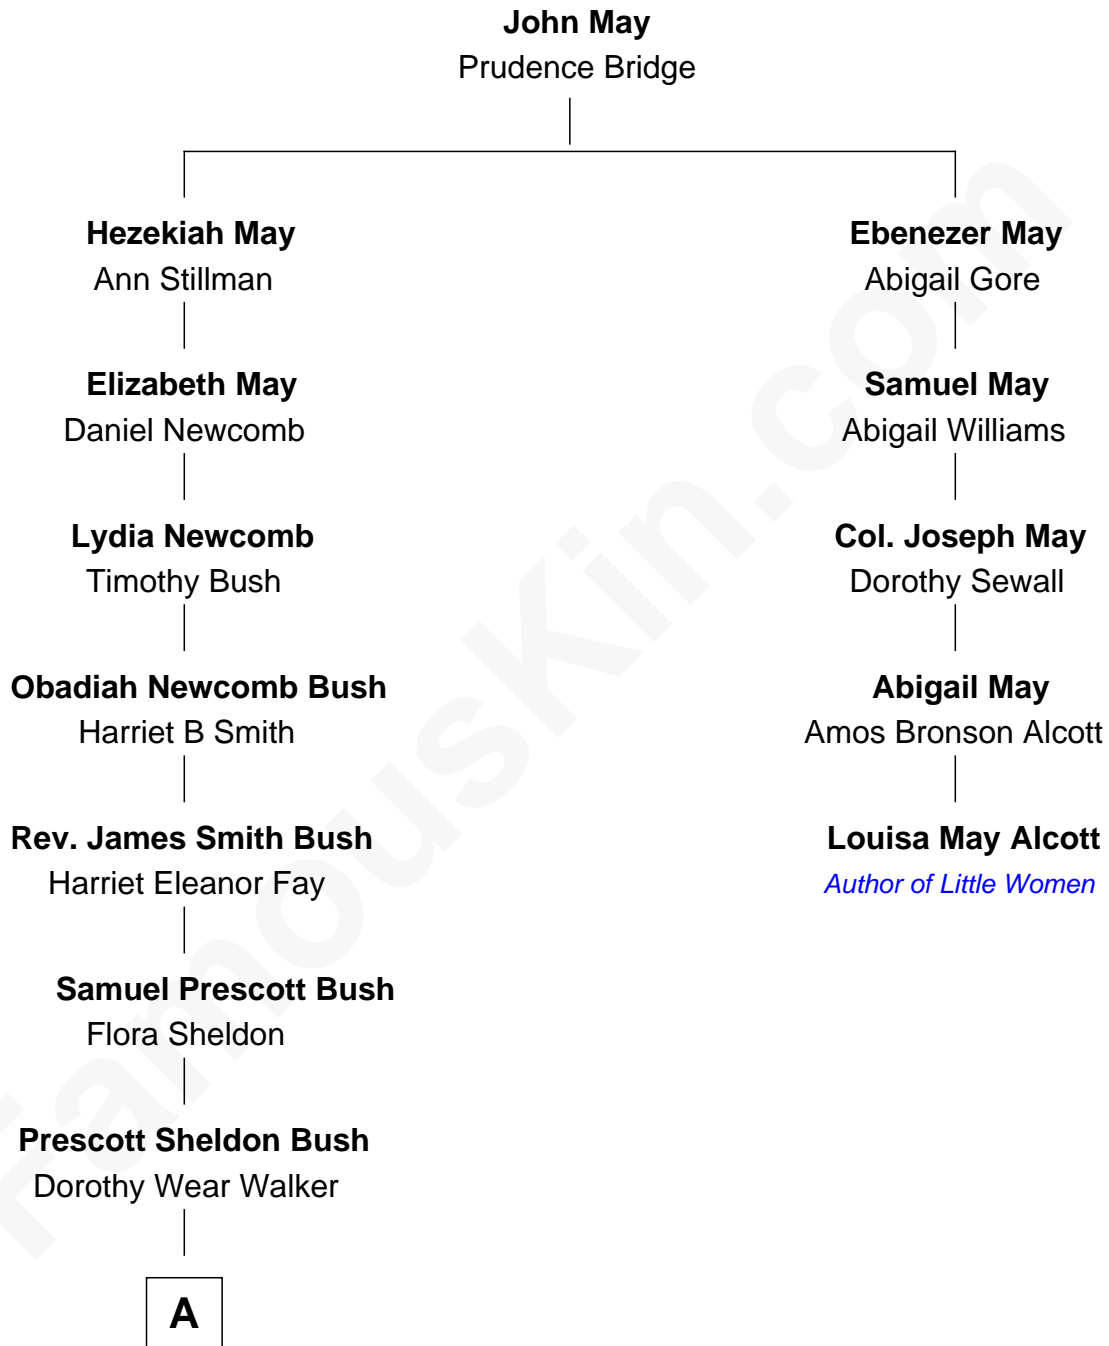 John May
Prudence Bridge
Hezekiah May
Ann Stillman
Elizabeth May
Daniel Newcomb
Lydia Newcomb
Timothy Bush
Obadiah Newcomb Bush
Harriet B Smith
Rev. James Smith Bush
Harriet Eleanor Fay
Samuel Prescott Bush
Flora Sheldon
Prescott Sheldon Bush
Dorothy Wear Walker
A
Ebenezer May
Abigail Gore
Samuel May
Abigail Williams
Col. Joseph May
Dorothy Sewall
Abigail May
Amos Bronson Alcott
Louisa May Alcott
Author of Little Women
FamousKin.com